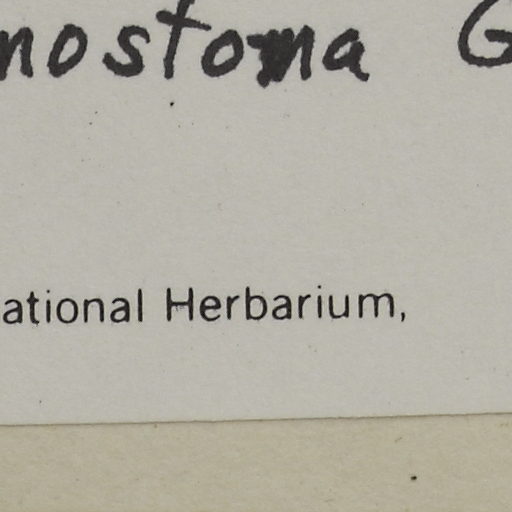 nostoma G
ational Herbarium,